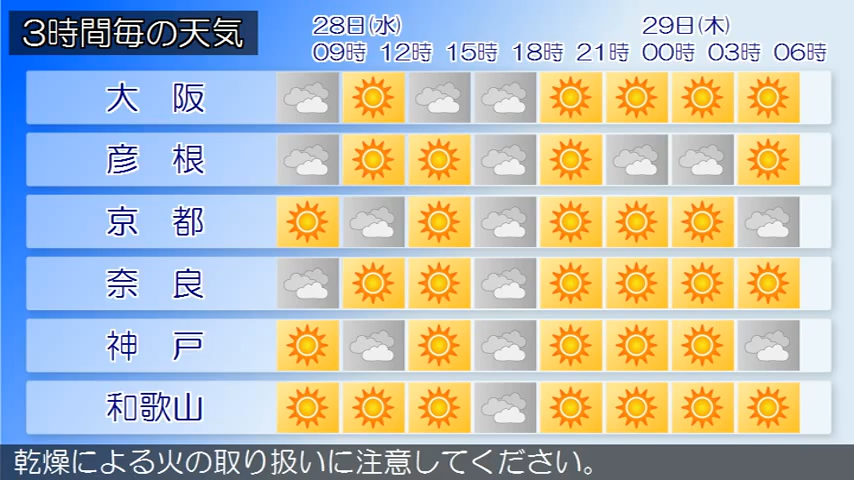 3時間毎の天気
28日(水) 29日(木)
09時 12時 15時 18時 21時 00時 03時 06時
大阪
彦根
京都
奈良
神戸
和歌山
乾燥による火の取り扱いに注意してください。